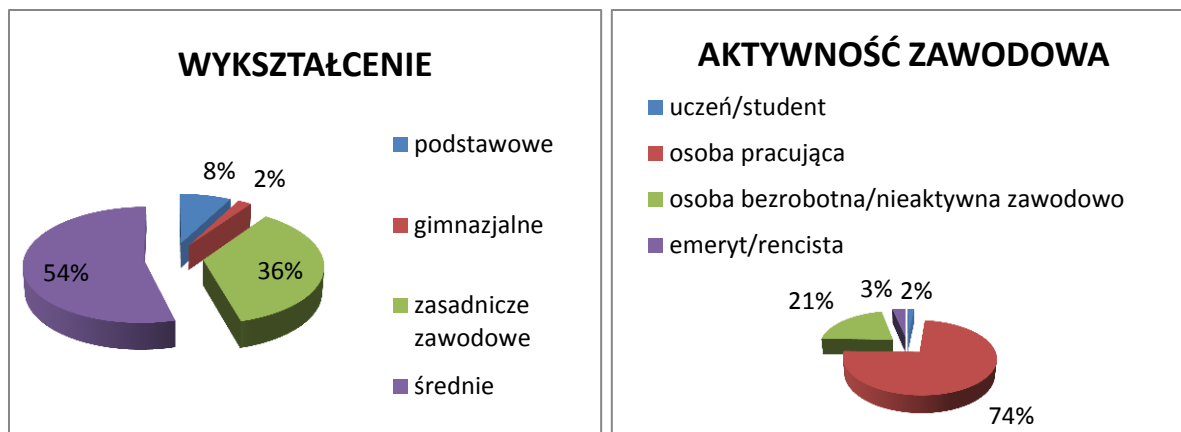 WYKSZTAŁCENIE
podstawowe
gimnazjalne
zasadnicze
zawodowe
średnie
8%
2%
36%
54%
AKTYWNOŚĆ ZAWODOWA
uczeń/student
osoba pracująca
osoba bezrobotna/nieaktywna zawodowo
emeryt/rencista
21%
3%
2%
74%